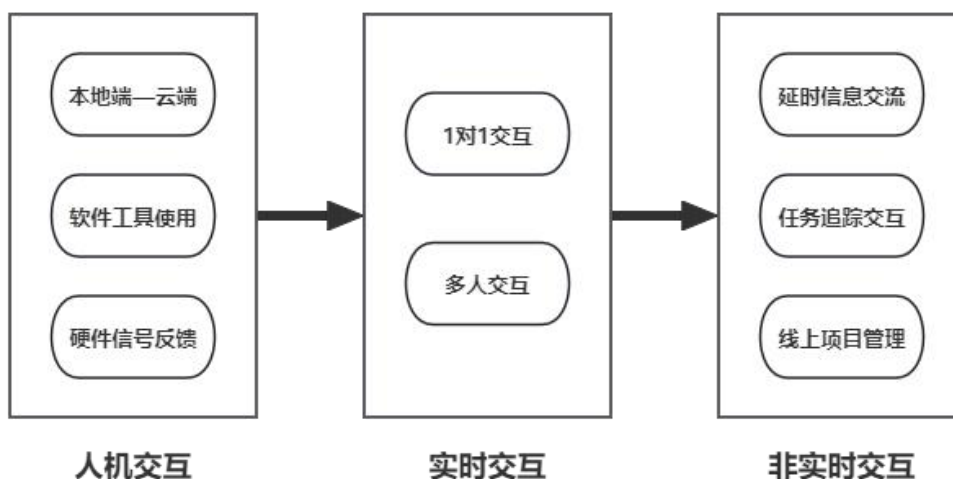 本地端—云端
软件工具使用
硬件信号反馈
人机交互
1对1交互
多人交互
实时交互
延时信息交流
任务追踪交互
线上项目管理
非实时交互